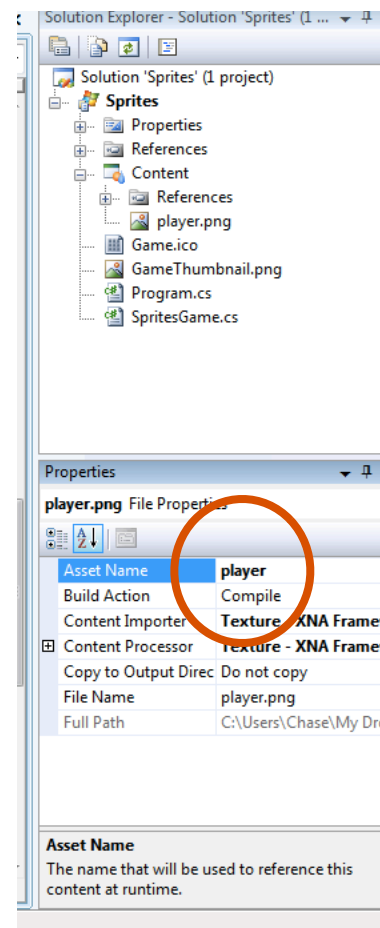 Solution Explorer - Solution 'Sprites' (1 ...
Solution 'Sprites' (1 project)
Sprites
Properties
References
Content
References
player.png
Game.ico
GameThumbnail.png
Program.cs
SpritesGame.cs
Properties
player.png File Properties
Asset Name player
Build Action Compile
Content Importer Texture - XNA Frame
Content Processor Texture - XNA Frame
Copy to Output Direc Do not copy
File Name player.png
Full Path C:\Users\Chase\My Dr
Asset Name
The name that will be used to reference this
content at runtime.